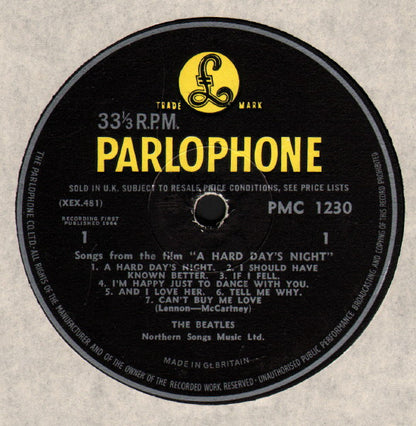 TRADE MARK
33⅓ R.P.M.
PARLOPHONE
SOLD IN U.K. SUBJECT TO RESALE PRICE CONDITIONS, SEE PRICE LISTS
(XEX.481)
PMC 1230
RECORDING FIRST
PUBLISHED 1964
1 1
Songs from the film "A HARD DAY'S NIGHT"
1. A HARD DAY'S NIGHT. 2. I SHOULD HAVE
KNOWN BETTER. 3. IF I FELL.
4. I'M HAPPY JUST TO DANCE WITH YOU.
5. AND I LOVE HER. 6. TELL ME WHY.
7. CAN'T BUY ME LOVE
(Lennon—McCartney)
THE BEATLES
Northern Songs Music Ltd.
MADE IN GT. BRITAIN
THE PARLOPHONE CO. LTD.-ALL RIGHTS OF THE MANUFACTURER AND OF THE OWNER OF THE RECORDED WORK RESERVED-UNAUTHORISED PUBLIC PERFORMANCE BROADCASTING AND COPYING OF THIS RECORD PROHIBITED